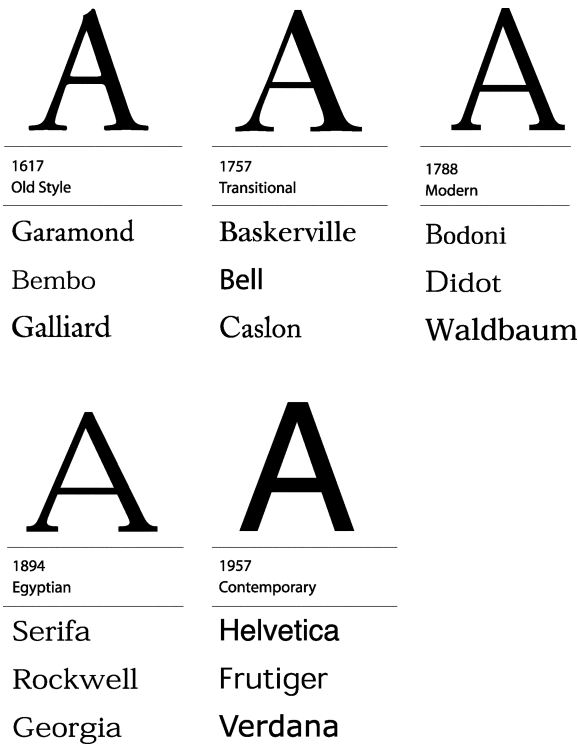 A
1617
Old Style
Garamond
Bembo
Galliard
A
1757
Transitional
Baskerville
Bell
Caslon
A
1788
Modern
Bodoni
Didot
Waldbaum
A
1894
Egyptian
Serifa
Rockwell
Georgia
A
1957
Contemporary
Helvetica
Frutiger
Verdana